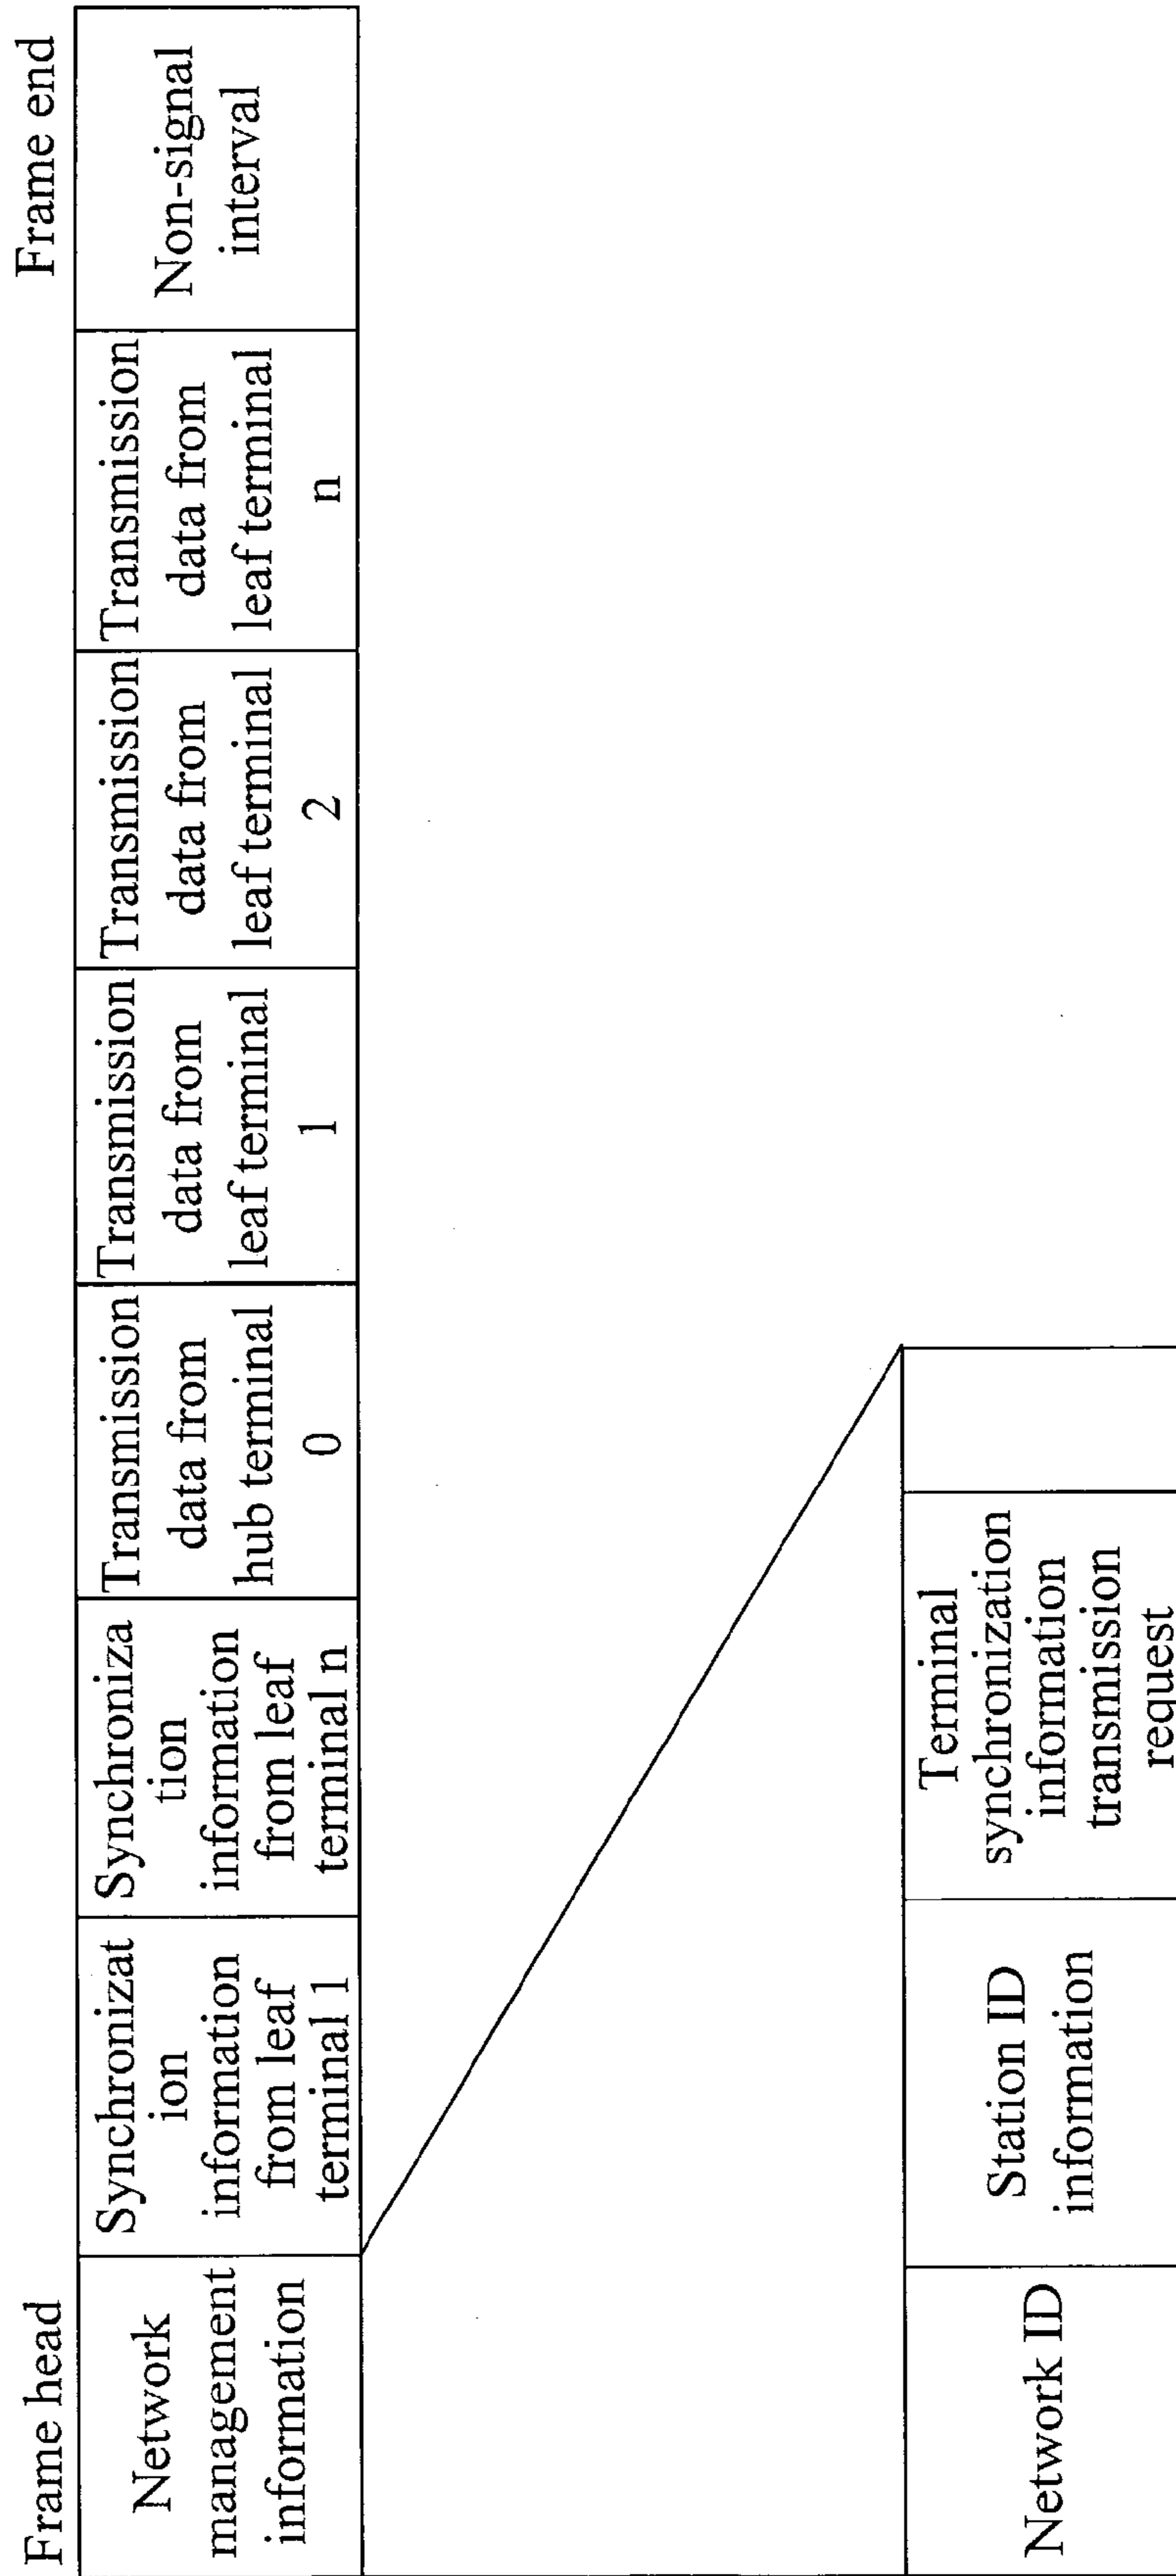 Frame head
Frame end
Network
management
information
Synchronizat
ion
information
from leaf
terminal 1
Synchroniza
tion
information
from leaf
terminal n
Transmission
data from
hub terminal
0
Transmission
data from
leaf terminal
1
Transmission
data from
leaf terminal
2
Transmission
data from
leaf terminal
n
Non-signal
interval
Network ID
Station ID
information
Terminal
synchronization
information
transmission
request